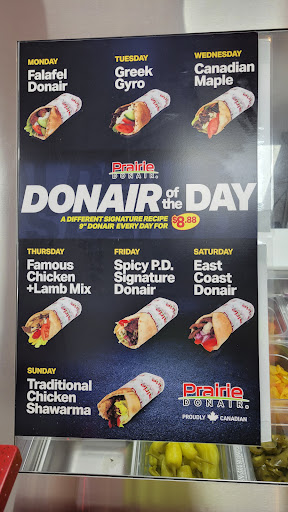 MONDAY
Falafel
Donair
TUESDAY
Greek
Gyro
WEDNESDAY
Canadian
Maple
Prairie
DONAIR.
DONAIR of the DAY
A DIFFERENT SIGNATURE RECIPE
9" DONAIR EVERY DAY FOR
$8.88
THURSDAY
Famous
Chicken
+Lamb Mix
FRIDAY
Spicy P.D.
Signature
Donair
SATURDAY
East
Coast
Donair
SUNDAY
Traditional
Chicken
Shawarma
Prairie
DONAIR.
PROUDLY CANADIAN